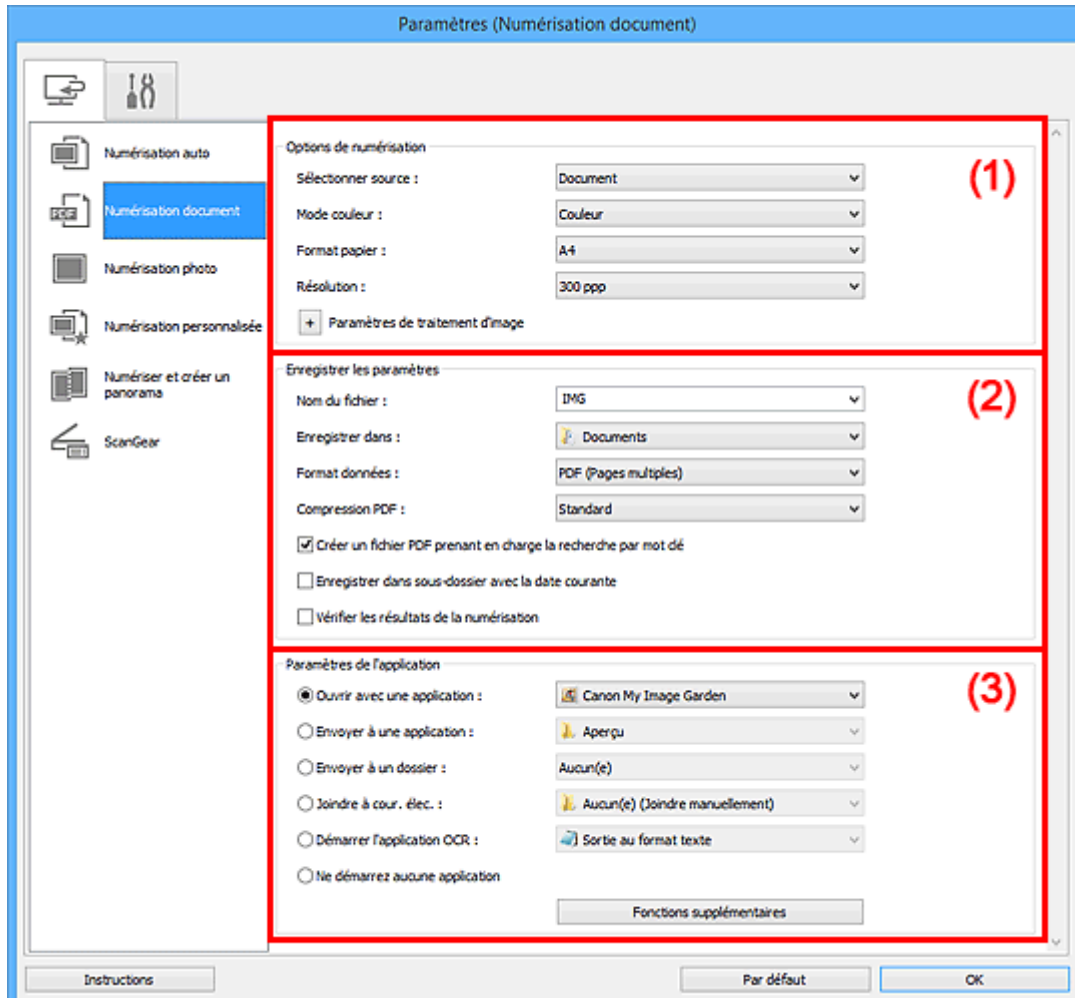 Paramètres (Numérisation document)
Numérisation auto
PDF
Numérisation document
Numérisation photo
Numérisation personnalisée
Numériser et créer un
panorama
ScanGear
Options de numérisation
(1)
Sélectionner source : Document
Mode couleur : Couleur
Format papier : A4
Résolution : 300 ppp
+ Paramètres de traitement d'image
Enregistrer les paramètres
(2)
Nom du fichier : IMG
Enregistrer dans : Documents
Format données : PDF (Pages multiples)
Compression PDF : Standard
Créer un fichier PDF prenant en charge la recherche par mot clé
Enregistrer dans sous-dossier avec la date courante
Vérifier les résultats de la numérisation
Paramètres de l'application
(3)
Ouvrir avec une application : Canon My Image Garden
Envoyer à une application : Aperçu
Envoyer à un dossier : Aucun(e)
Joindre à cour. élec. : Aucun(e) (Joindre manuellement)
Démarrer l'application OCR : Sortie au format texte
Ne démarrez aucune application
Fonctions supplémentaires
Instructions Par défaut OK